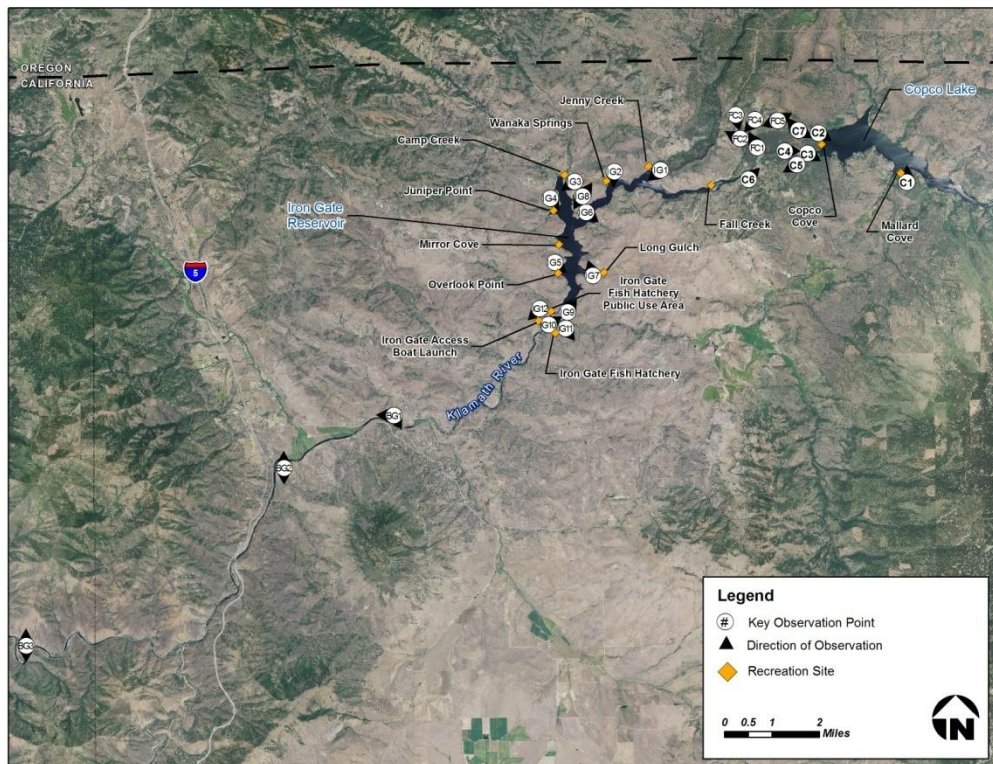 OREGON
CALIFORNIA
Jenny Creek
Copco Lake
Wanaka Springs
Camp Creek
FC3
FC4
FC5
C7
C2
FC2
FC1
C4
C3
C5
G2
IG1
C6
C1
G3
G8
G4
G6
Juniper Point
Iron Gate
Reservoir
Fall Creek
Copco
Cove
Mallard
Cove
Mirror Cove
Long Gulch
5
G5
G7
Overlook Point
Iron Gate
Fish Hatchery
Public Use Area
G12
G9
G10
G11
Iron Gate Access
Boat Launch
Iron Gate Fish Hatchery
Klamath River
BG1
BG2
BG3
Legend
# Key Observation Point
Direction of Observation
Recreation Site
0 0.5 1 2
Miles
N